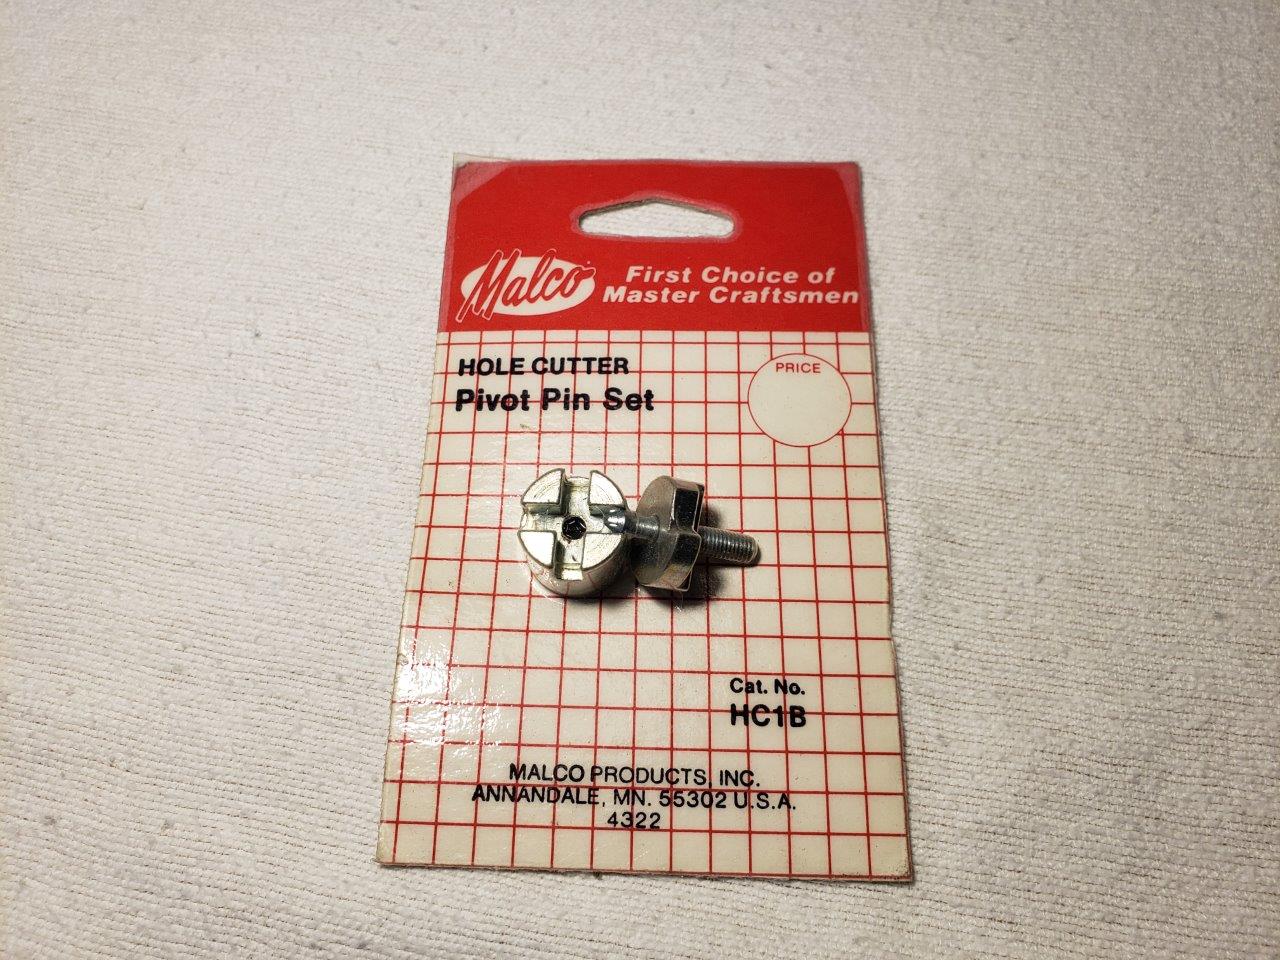 Malco
First Choice of
Master Craftsmen
HOLE CUTTER
Pivot Pin Set
PRICE
Cat. No.
HC1B
MALCO PRODUCTS, INC.
ANNANDALE, MN. 55302 U.S.A.
4322